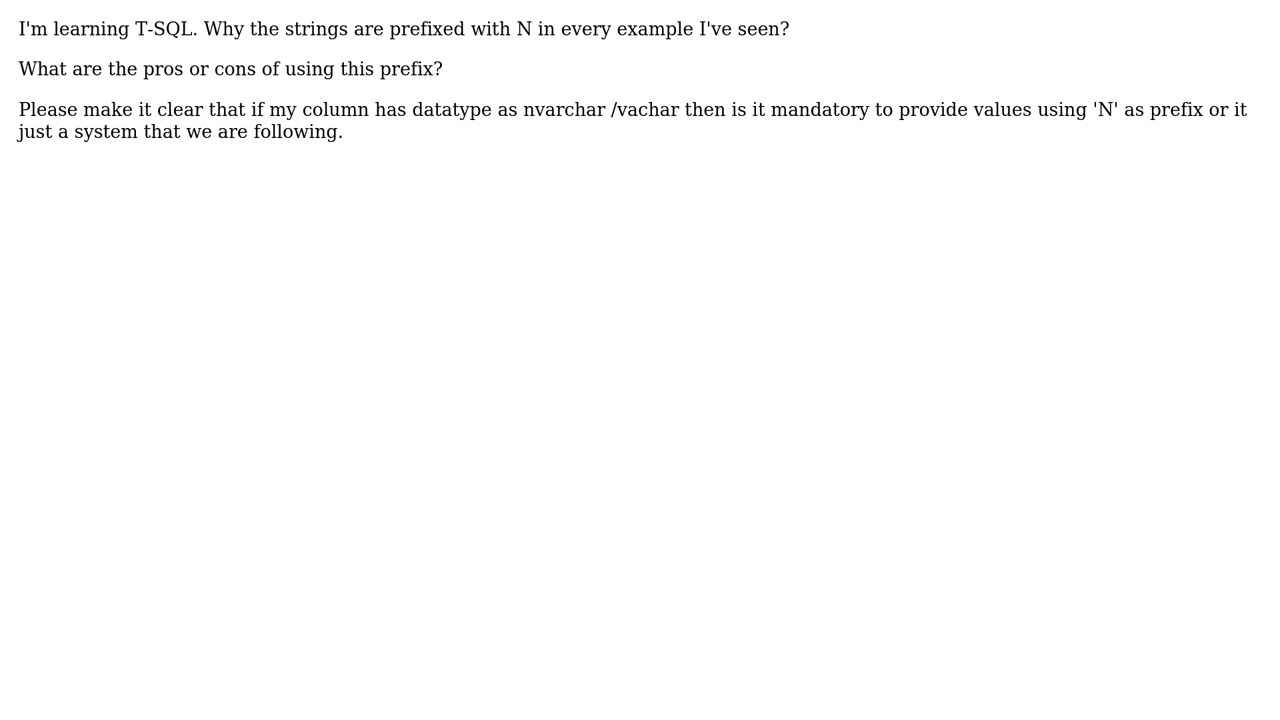 I'm learning T-SQL. Why the strings are prefixed with N in every example I've seen?
What are the pros or cons of using this prefix?
Please make it clear that if my column has datatype as nvarchar /vachar then is it mandatory to provide values using 'N' as prefix or it
just a system that we are following.